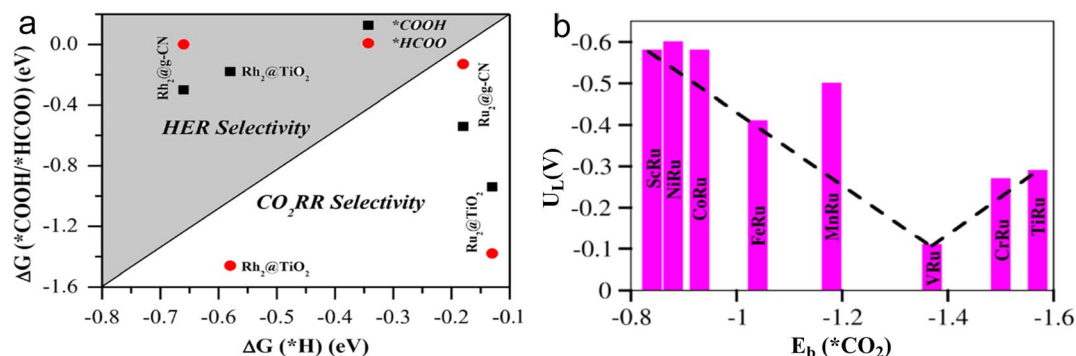 a
ΔG (*COOH/*HCOO) (eV)
0.0
-0.4
-0.8
-1.2
-1.6
*COOH
*HCOO
Rh₂@g-CN
Rh₂@TiO₂
HER Selectivity
Ru₂@g-CN
CO₂RR Selectivity
Ru₂@TiO₂
Rh₂@TiO₂
-0.8 -0.7 -0.6 -0.5 -0.4 -0.3 -0.2 -0.1
ΔG (*H) (eV)
b
U_L(V)
-0.6
-0.5
-0.4
-0.3
-0.2
-0.1
0
ScRu
NiRu
CoRu
FeRu
MnRu
VRu
CrRu
TiRu
-0.8 -1 -1.2 -1.4 -1.6
E_b (*CO₂)